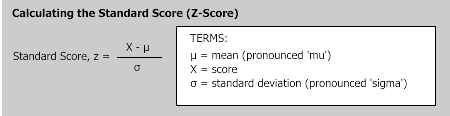 Calculating the Standard Score (Z-Score)
Standard Score, z = X - μ
σ
TERMS:
μ = mean (pronounced 'mu')
X = score
σ = standard deviation (pronounced 'sigma')